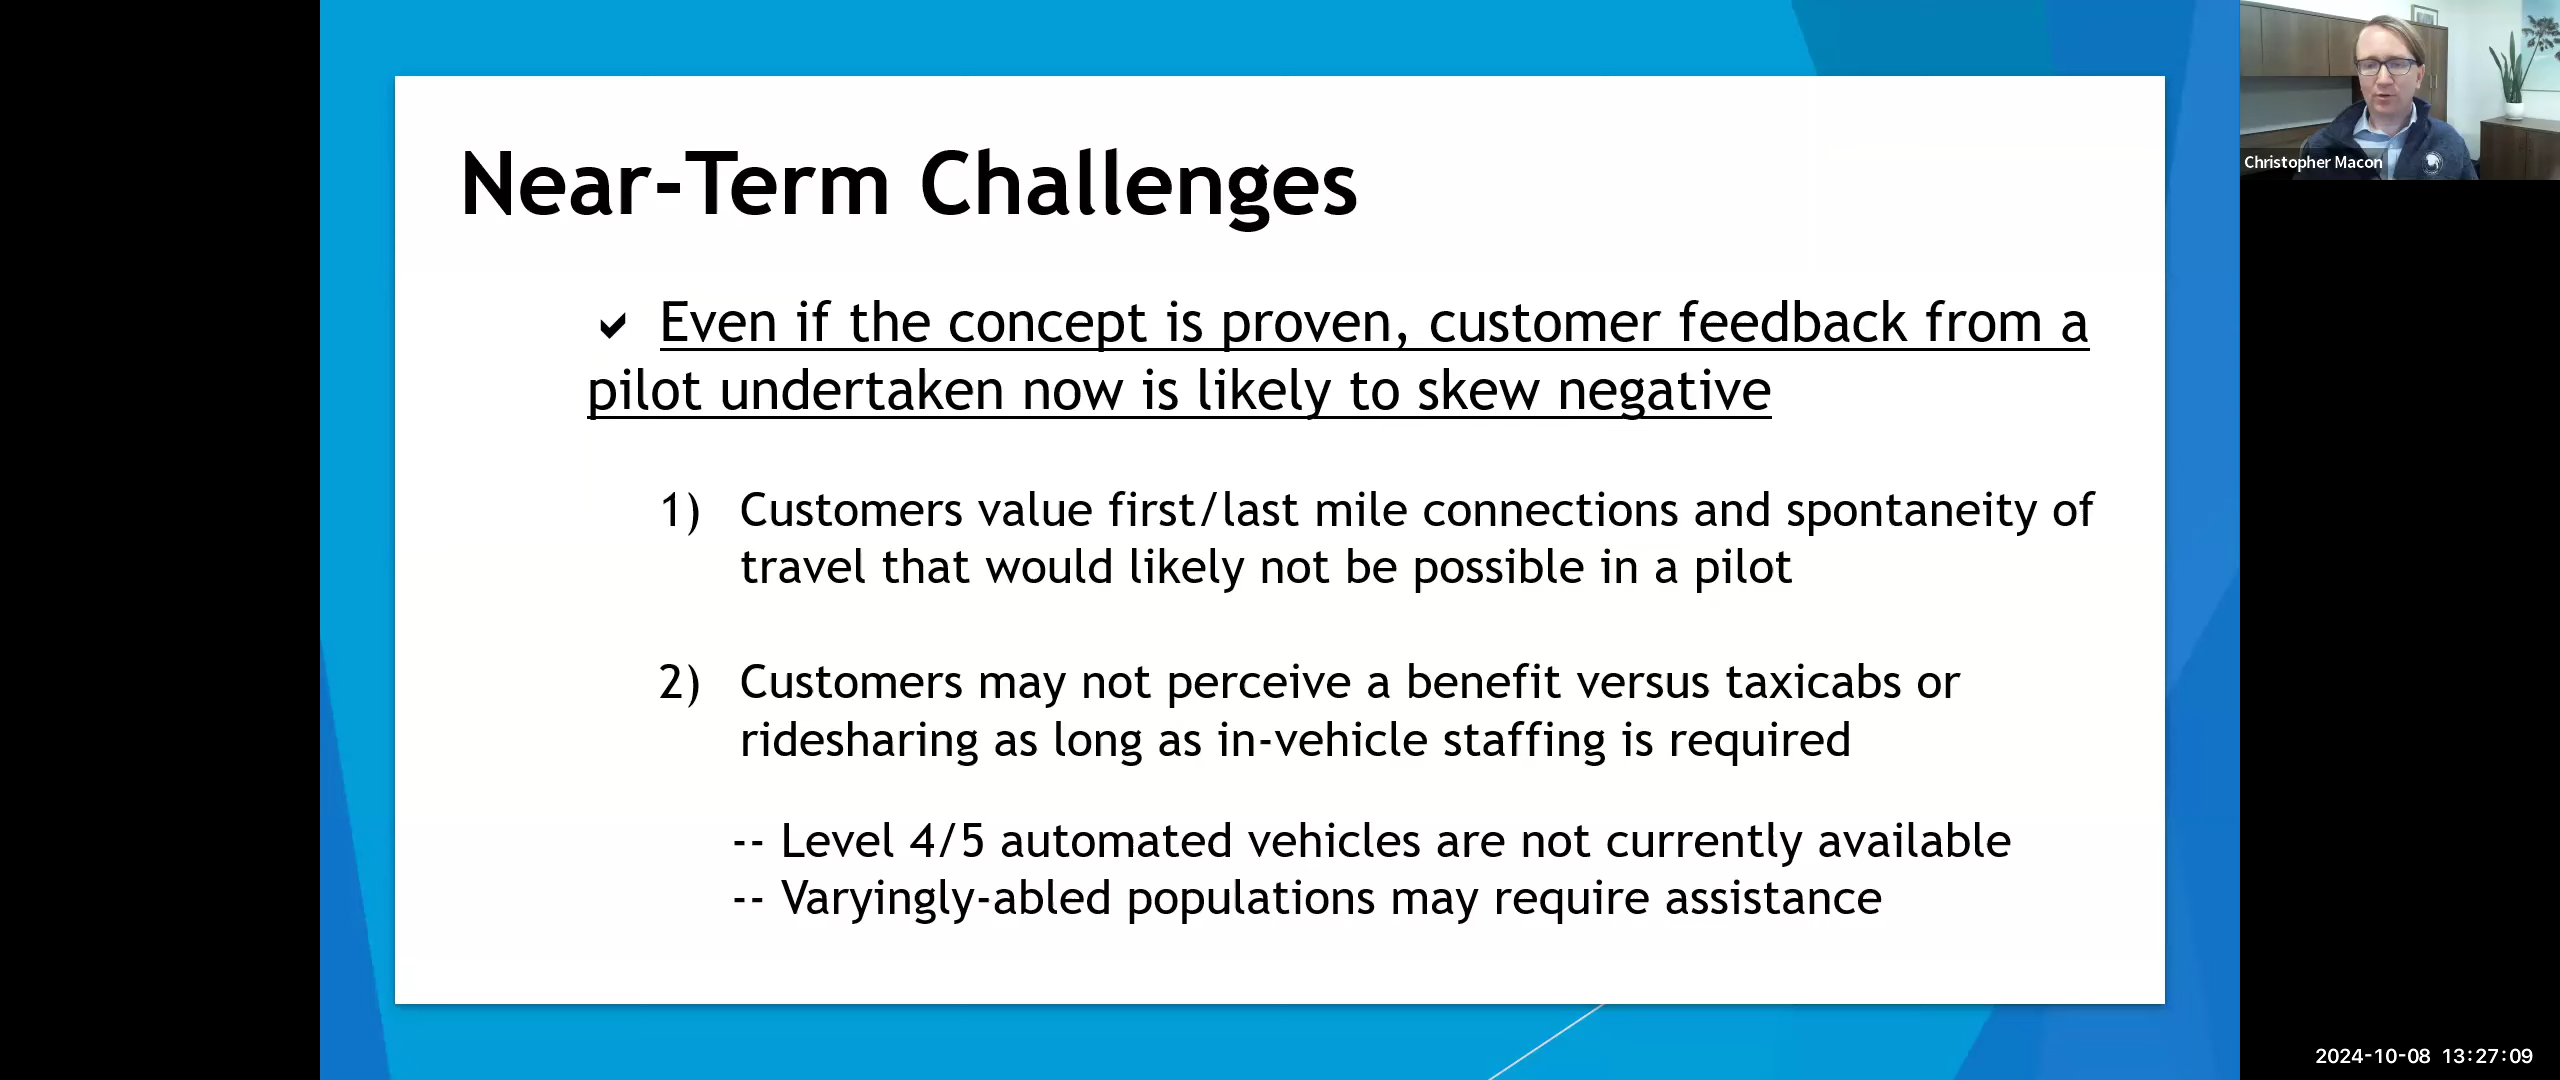 Near-Term Challenges
✓ Even if the concept is proven, customer feedback from a
pilot undertaken now is likely to skew negative
1) Customers value first/last mile connections and spontaneity of
travel that would likely not be possible in a pilot
2) Customers may not perceive a benefit versus taxicabs or
ridesharing as long as in-vehicle staffing is required
-- Level 4/5 automated vehicles are not currently available
-- Varyingly-abled populations may require assistance
Christopher Macon
2024-10-08 13:27:09